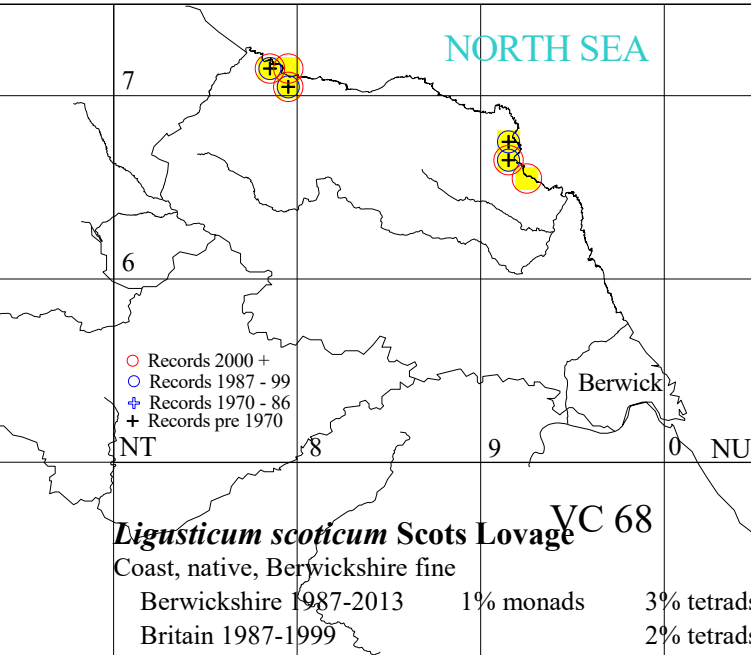 NORTH SEA
7
6
Records 2000 +
Records 1987 - 99
Records 1970 - 86
Records pre 1970
Berwick
NT 8 9 0 NU
VC 68
Ligusticum scoticum Scots Lovage
Coast, native, Berwickshire fine
Berwickshire 1987-2013 1% monads 3% tetrads
Britain 1987-1999 2% tetrads